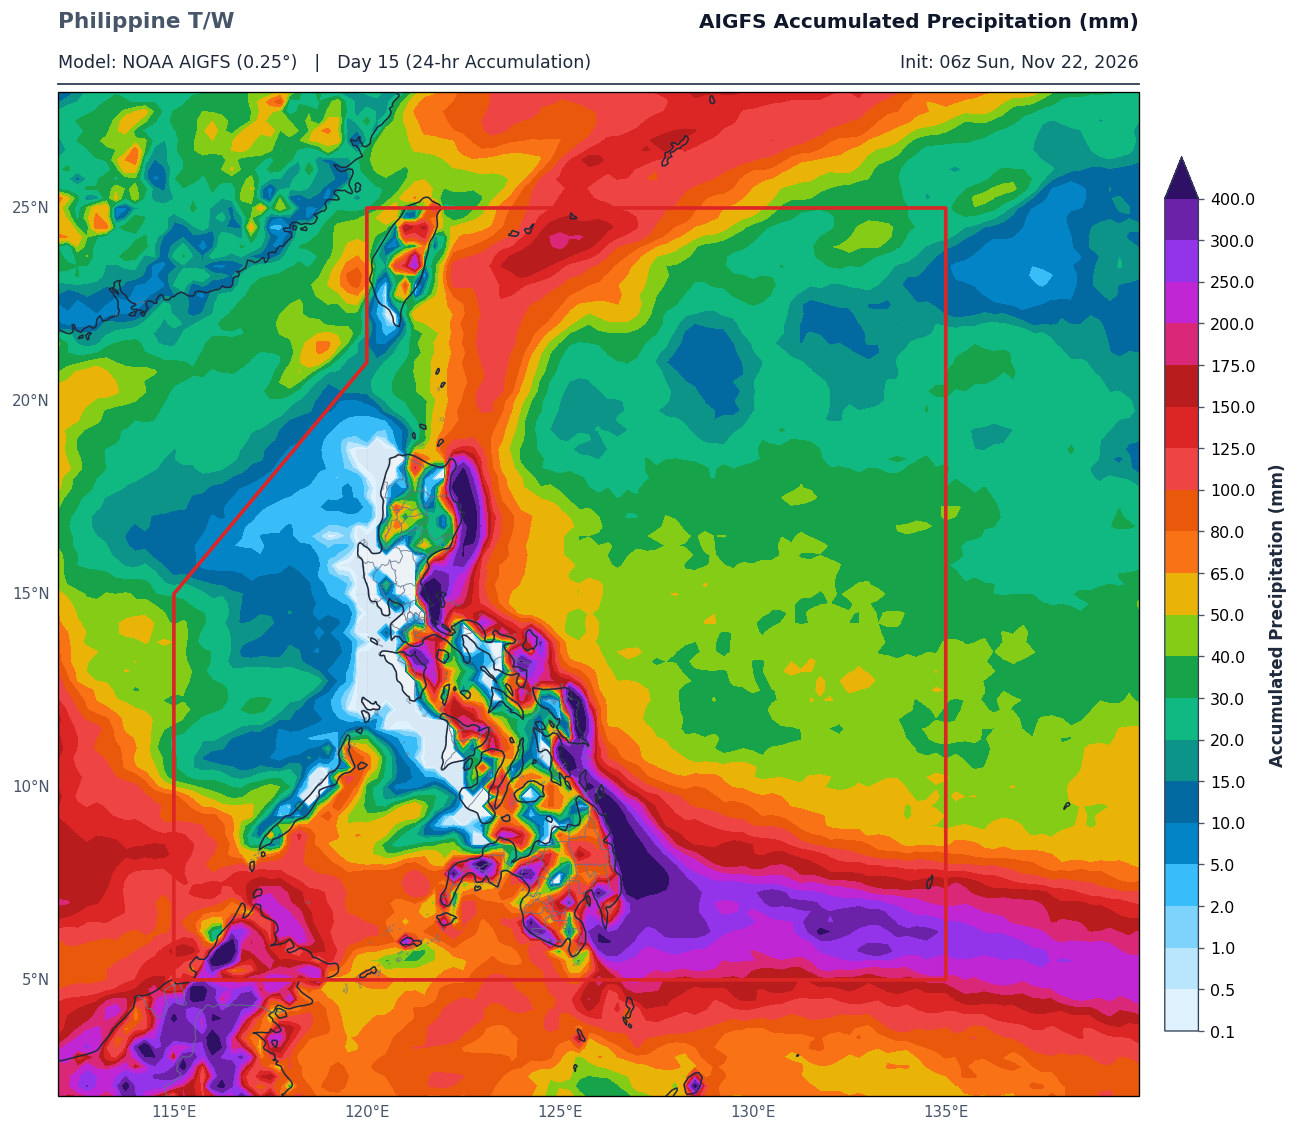 Philippine T/W
AIGFS Accumulated Precipitation (mm)
Model: NOAA AIGFS (0.25°)   |   Day 15 (24-hr Accumulation)
Init: 06z Sun, Nov 22, 2026
25°N
20°N
15°N
10°N
5°N
115°E
120°E
125°E
130°E
135°E
400.0
300.0
250.0
200.0
175.0
150.0
125.0
100.0
80.0
65.0
50.0
40.0
30.0
20.0
15.0
10.0
5.0
2.0
1.0
0.5
0.1
Accumulated Precipitation (mm)